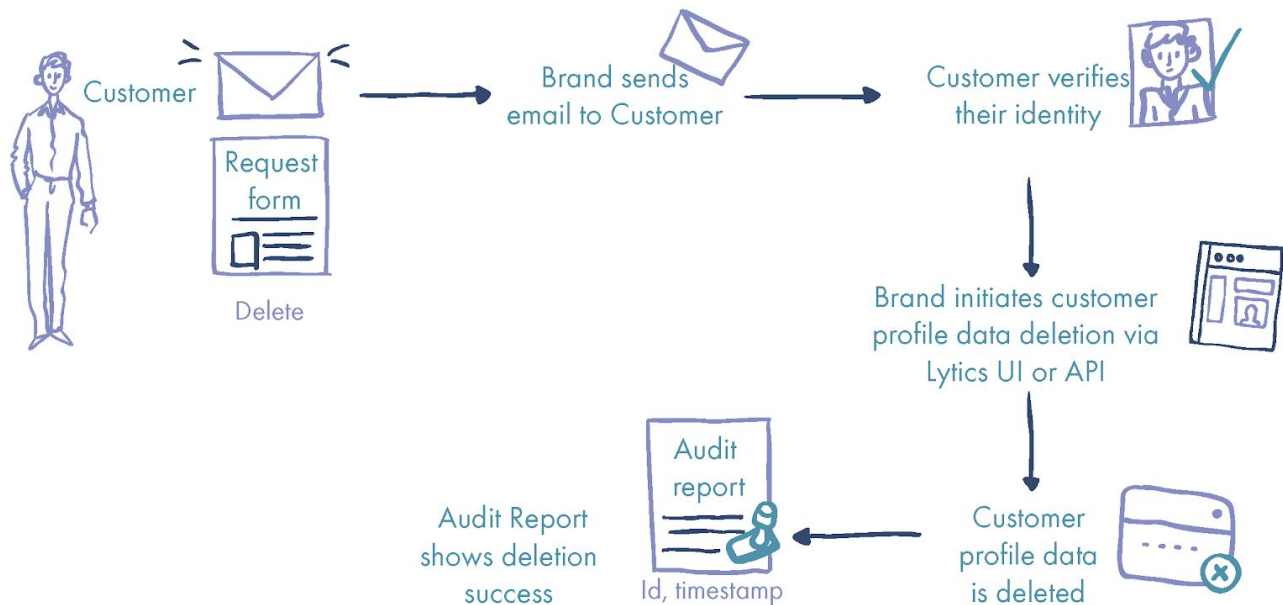 Customer
Request
form
Delete
Brand sends
email to Customer
Customer verifies
their identity
Brand initiates customer
profile data deletion via
Lytics UI or API
Customer
profile data
is deleted
Audit
report
Id, timestamp
Audit Report
shows deletion
success